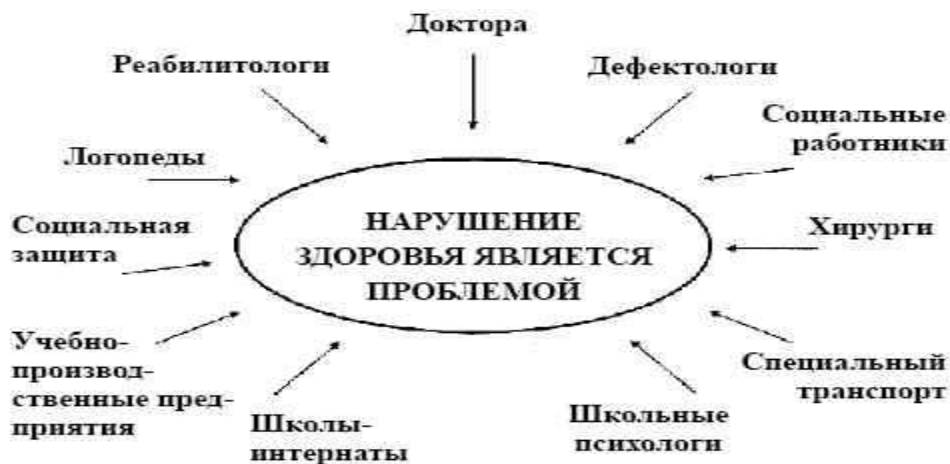 Доктора
Реабилитологи
Дефектологи
Социальные
работники
Логопеды
Социальная
защита
НАРУШЕНИЕ
ЗДОРОВЬЯ ЯВЛЯЕТСЯ
ПРОБЛЕМОЙ
Хирурги
Учебно-
производ-
ственные пред-
приятия
Школы-
интернаты
Школьные
психологи
Специальный
транспорт